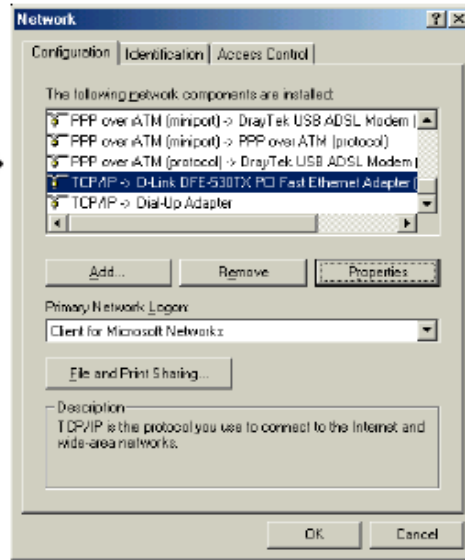 Network
Configuration Identification Access Control
The following network components are installed:
PPP over ATM (miniport) -> DrayTek USB ADSL Modem (
PPP over ATM (miniport) -> PPP over ATM (protocol)
PPP over ATM (protocol) -> DrayTek USB ADSL Modem (
TCP/IP -> D-Link DFE-530TX PCI Fast Ethernet Adapter (
TCP/IP -> Dial-Up Adapter
Add... Remove Properties
Primary Network Logon:
Client for Microsoft Networks
File and Print Sharing...
Description
TCP/IP is the protocol you use to connect to the Internet and
wide-area networks.
OK Cancel